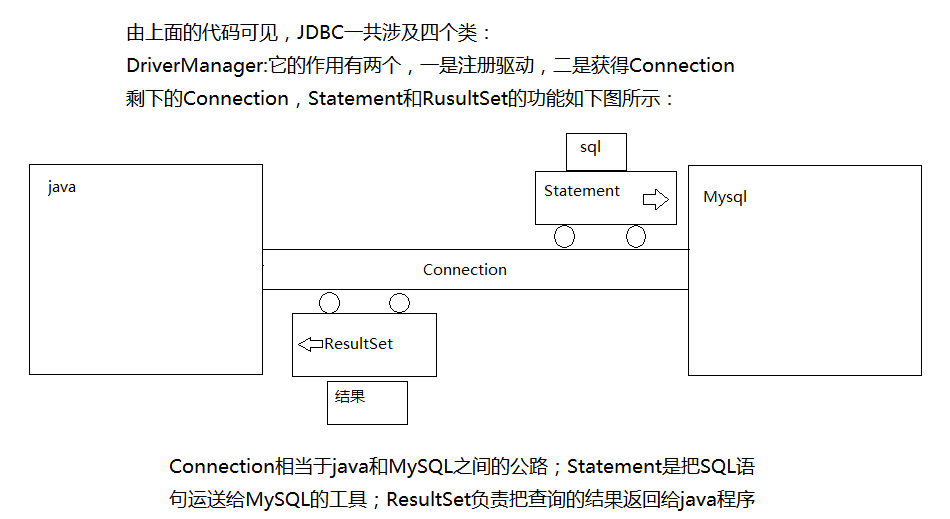 由上面的代码可见，JDBC一共涉及四个类：
DriverManager:它的作用有两个，一是注册驱动，二是获得Connection
剩下的Connection，Statement和RusultSet的功能如下图所示：
sql
java
Statement
Mysql
Connection
ResultSet
结果
Connection相当于java和MySQL之间的公路；Statement是把SQL语
句运送给MySQL的工具；ResultSet负责把查询的结果返回给java程序